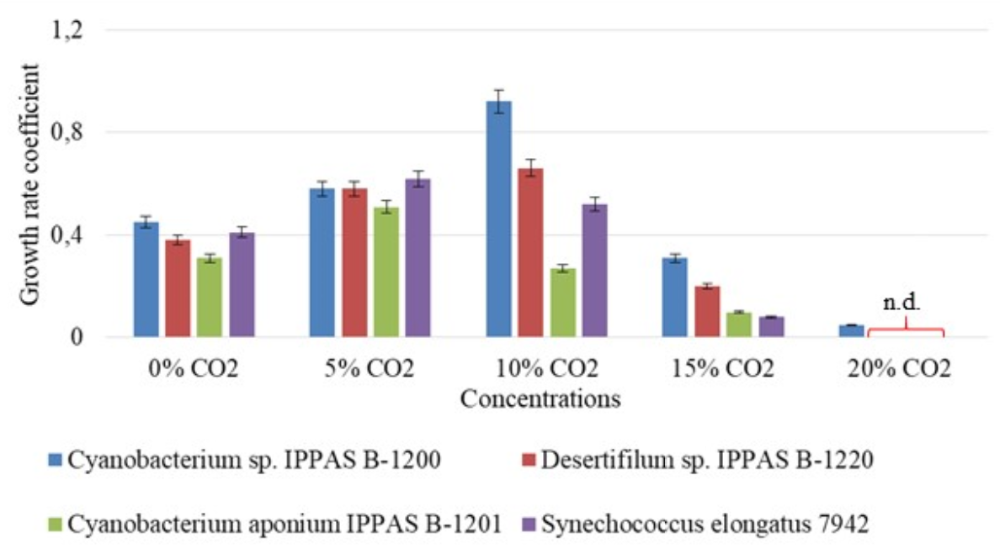 1,2
0,8
0,4
0
Growth rate coefficient
n.d.
0% CO2 5% CO2 10% CO2 15% CO2 20% CO2
Concentrations
Cyanobacterium sp. IPPAS B-1200 Desertifilum sp. IPPAS B-1220
Cyanobacterium aponium IPPAS B-1201 Synechococcus elongatus 7942